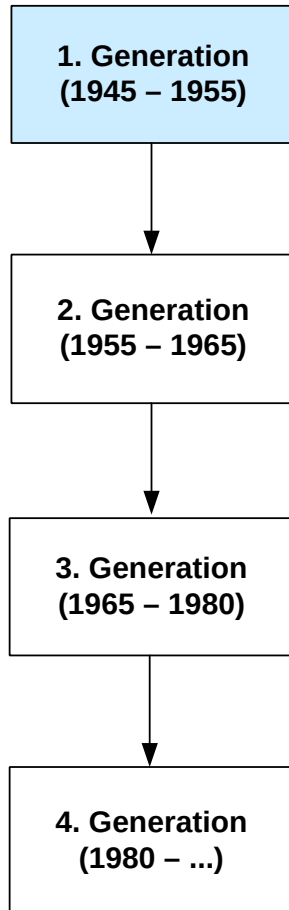 1. Generation
(1945 – 1955)
2. Generation
(1955 – 1965)
3. Generation
(1965 – 1980)
4. Generation
(1980 – ...)